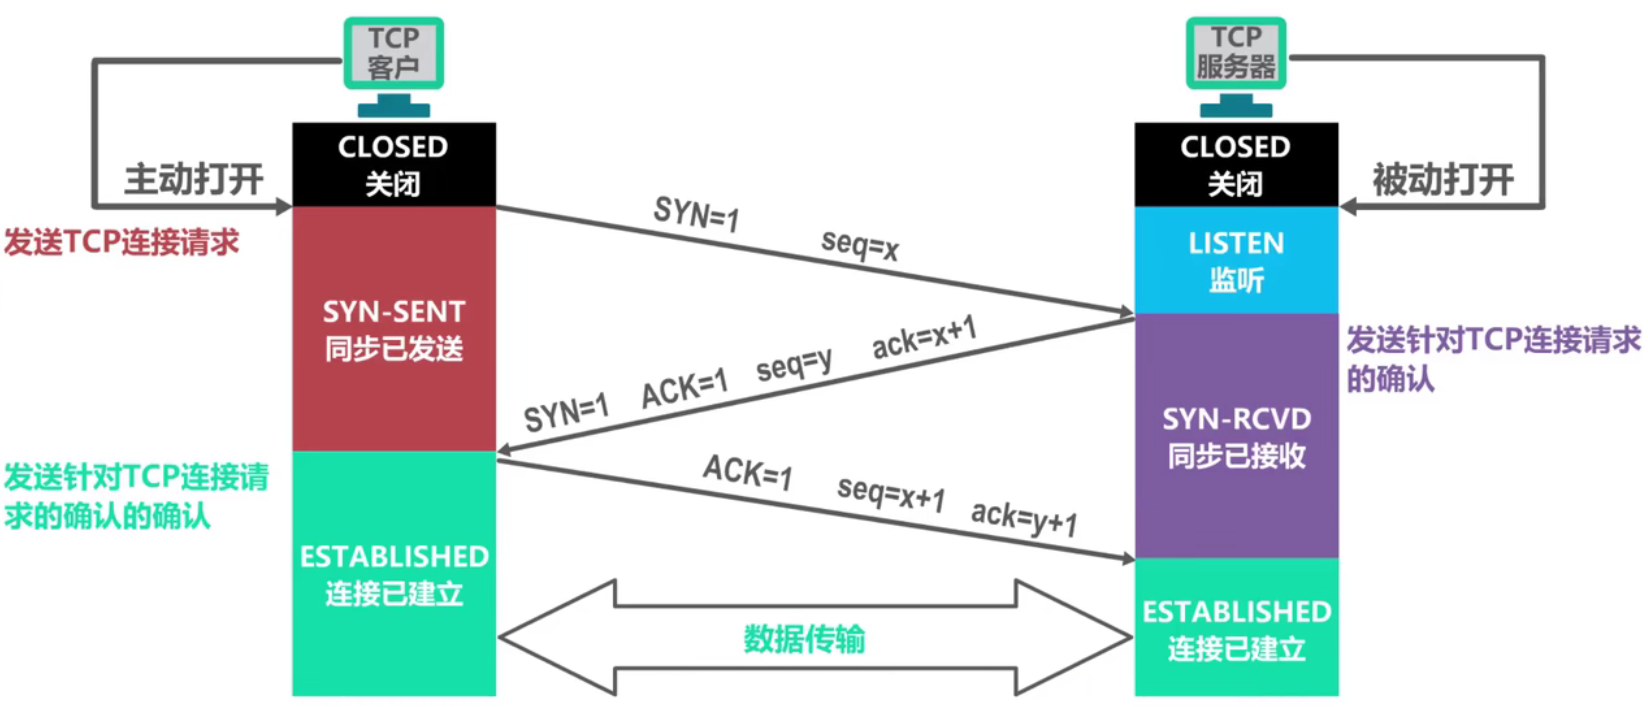 TCP
客户
TCP
服务器
CLOSED
关闭
CLOSED
关闭
主动打开
被动打开
发送TCP连接请求
SYN=1 seq=x
LISTEN
监听
SYN-SENT
同步已发送
发送针对TCP连接请求
的确认
SYN=1 ACK=1 seq=y ack=x+1
SYN-RCVD
同步已接收
发送针对TCP连接请
求的确认的确认
ACK=1 seq=x+1 ack=y+1
ESTABLISHED
连接已建立
ESTABLISHED
连接已建立
数据传输